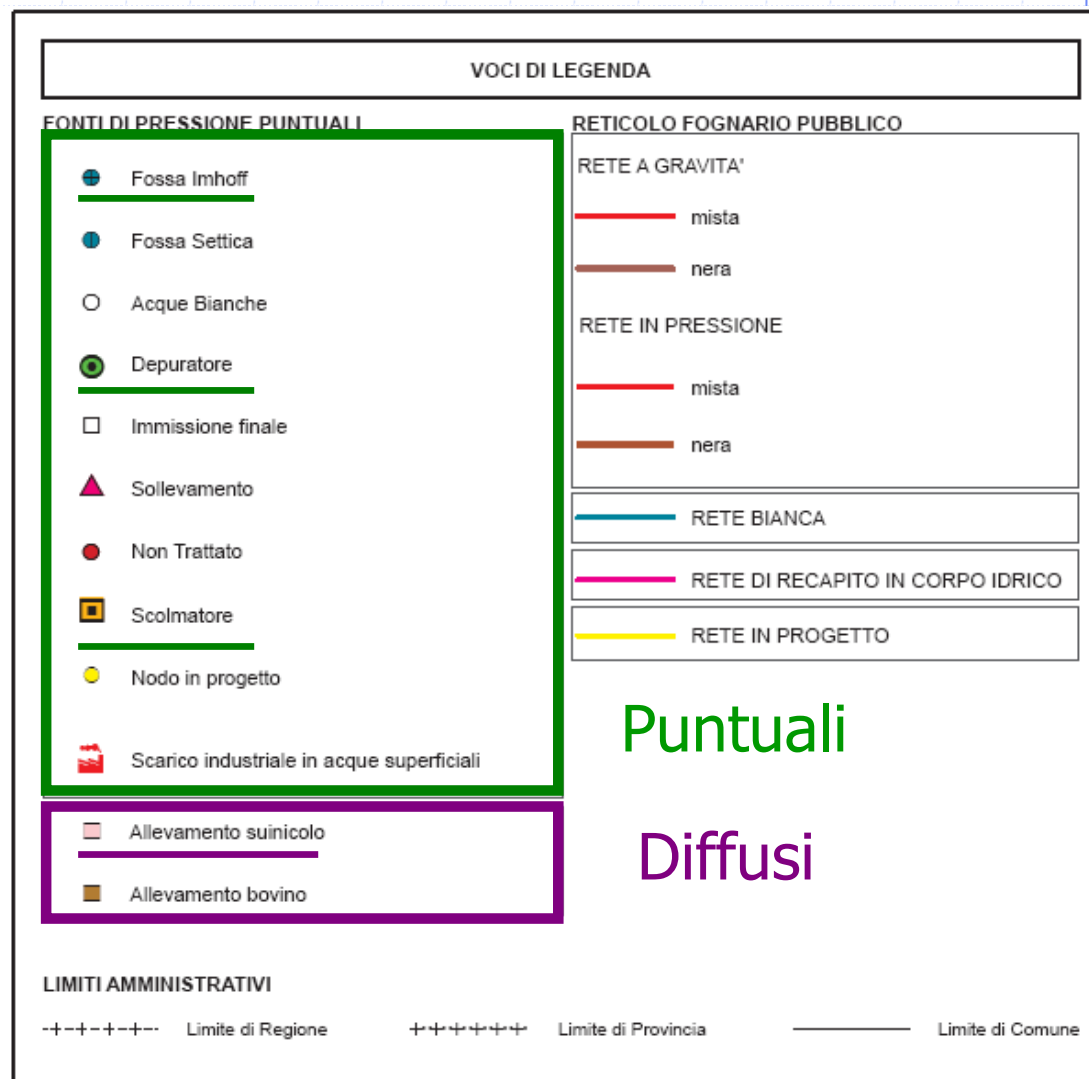 VOCI DI LEGENDA
FONTI DI PRESSIONE PUNTUALI
Fossa Imhoff
Fossa Settica
Acque Bianche
Depuratore
Immissione finale
Sollevamento
Non Trattato
Scolmatore
Nodo in progetto
Scarico industriale in acque superficiali
Allevamento suinicolo
Allevamento bovino
RETICOLO FOGNARIO PUBBLICO
RETE A GRAVITA'
mista
nera
RETE IN PRESSIONE
mista
nera
RETE BIANCA
RETE DI RECAPITO IN CORPO IDRICO
RETE IN PROGETTO
Puntuali
Diffusi
LIMITI AMMINISTRATIVI
Limite di Regione
Limite di Provincia
Limite di Comune